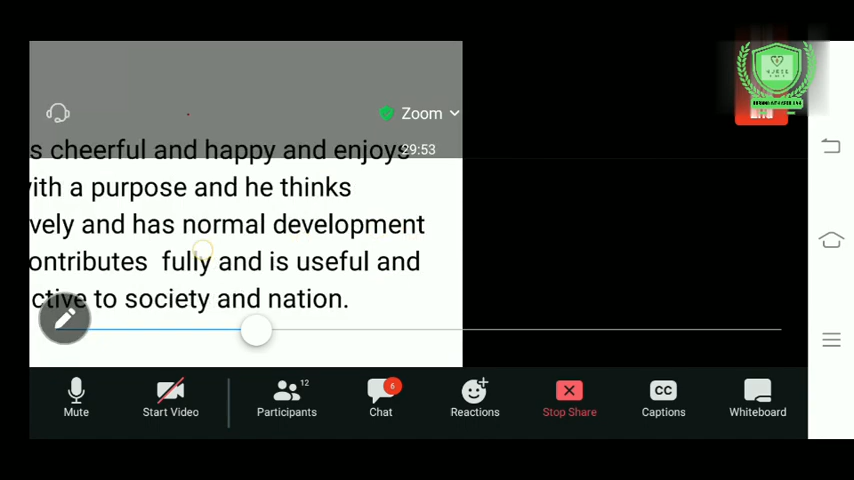 Zoom
29:53
s cheerful and happy and enjoys
ith a purpose and he thinks
vely and has normal development
ontributes fully and is useful and
ctive to society and nation.
Mute
Start Video
12
Participants
6
Chat
Reactions
Stop Share
CC
Captions
Whiteboard